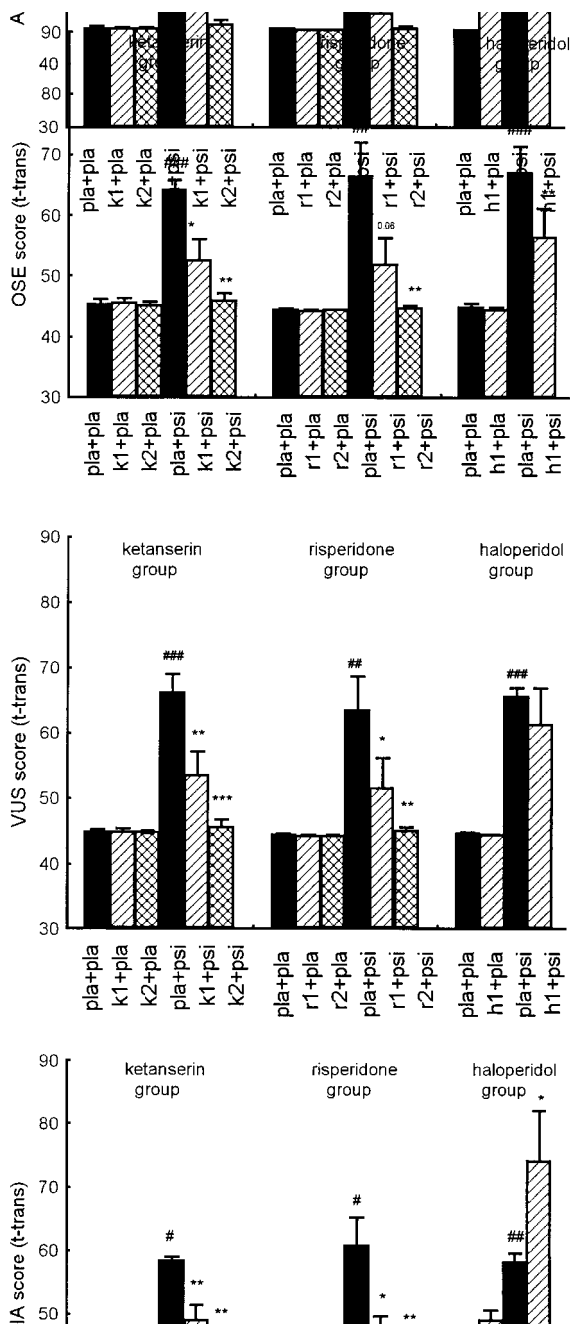 A
90
40
80
30
ketanserin group
risperidone group
haloperidol group
pla+pla k1+pla k2+pla pla+psi k1+psi k2+psi
pla+pla r1+pla r2+pla pla+psi r1+psi r2+psi
pla+pla h1+pla pla+psi h1+psi
OSE score (t-trans)
70
60
50
40
30
### * **
## 0.06 **
###
pla+pla k1+pla k2+pla pla+psi k1+psi k2+psi
pla+pla r1+pla r2+pla pla+psi r1+psi r2+psi
pla+pla h1+pla pla+psi h1+psi
VUS score (t-trans)
90
80
70
60
50
40
30
ketanserin
group
risperidone
group
haloperidol
group
### ** ***
## * **
###
pla+pla k1+pla k2+pla pla+psi k1+psi k2+psi
pla+pla r1+pla r2+pla pla+psi r1+psi r2+psi
pla+pla h1+pla pla+psi h1+psi
IA score (t-trans)
90
80
70
60
50
ketanserin
group
risperidone
group
haloperidol
group
# ** **
# * **
## *